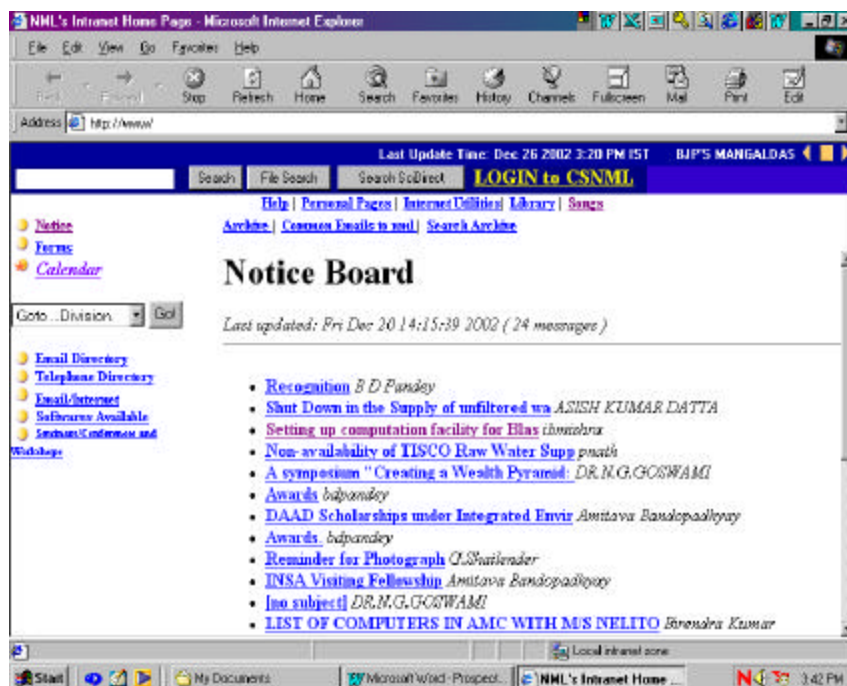 NML's Intranet Home Page - Microsoft Internet Explorer
File Edit View Go Favorites Help
Back Forward Stop Refresh Home Search Favorites History Channels Fullscreen Mail Print Edit
Address http://www/
Last Update Time: Dec 26 2002 3:20 PM IST BJP'S MANGALDAS
Search File Search Search SciDirect LOGIN to CSNML
Help | Personal Pages | Internet Utilities | Library | Songs
Archive | Common Emails to nml | Search Archive
Notice
Forms
Calendar
Goto...Division Go!
Email Directory
Telephone Directory
Email/Internet
Softwares Available
Seminars/Conference and
Workshops
Notice Board
Last updated: Fri Dec 20 14:15:39 2002 ( 24 messages )
Recognition B D Pandey
Shut Down in the Supply of unfiltered wa ASISH KUMAR DATTA
Setting up computation facility for Blas
Non-availability of TISCO Raw Water Supp pnath
A symposium "Creating a Wealth Pyramid: DR.N.G.GOSWAMI
Awards bdpandey
DAAD Scholarships under Integrated Envir Amitava Bandopadhyay
Awards. bdpandey
Reminder for Photograph G.Shailender
INSA Visiting Fellowship Amitava Bandopadhyay
[no subject] DR.N.G.GOSWAMI
LIST OF COMPUTERS IN AMC WITH M/S NELITO Birendra Kumar
Local intranet zone
Start My Documents Microsoft Word - Prospect... NML's Intranet Home ... 3:42 PM